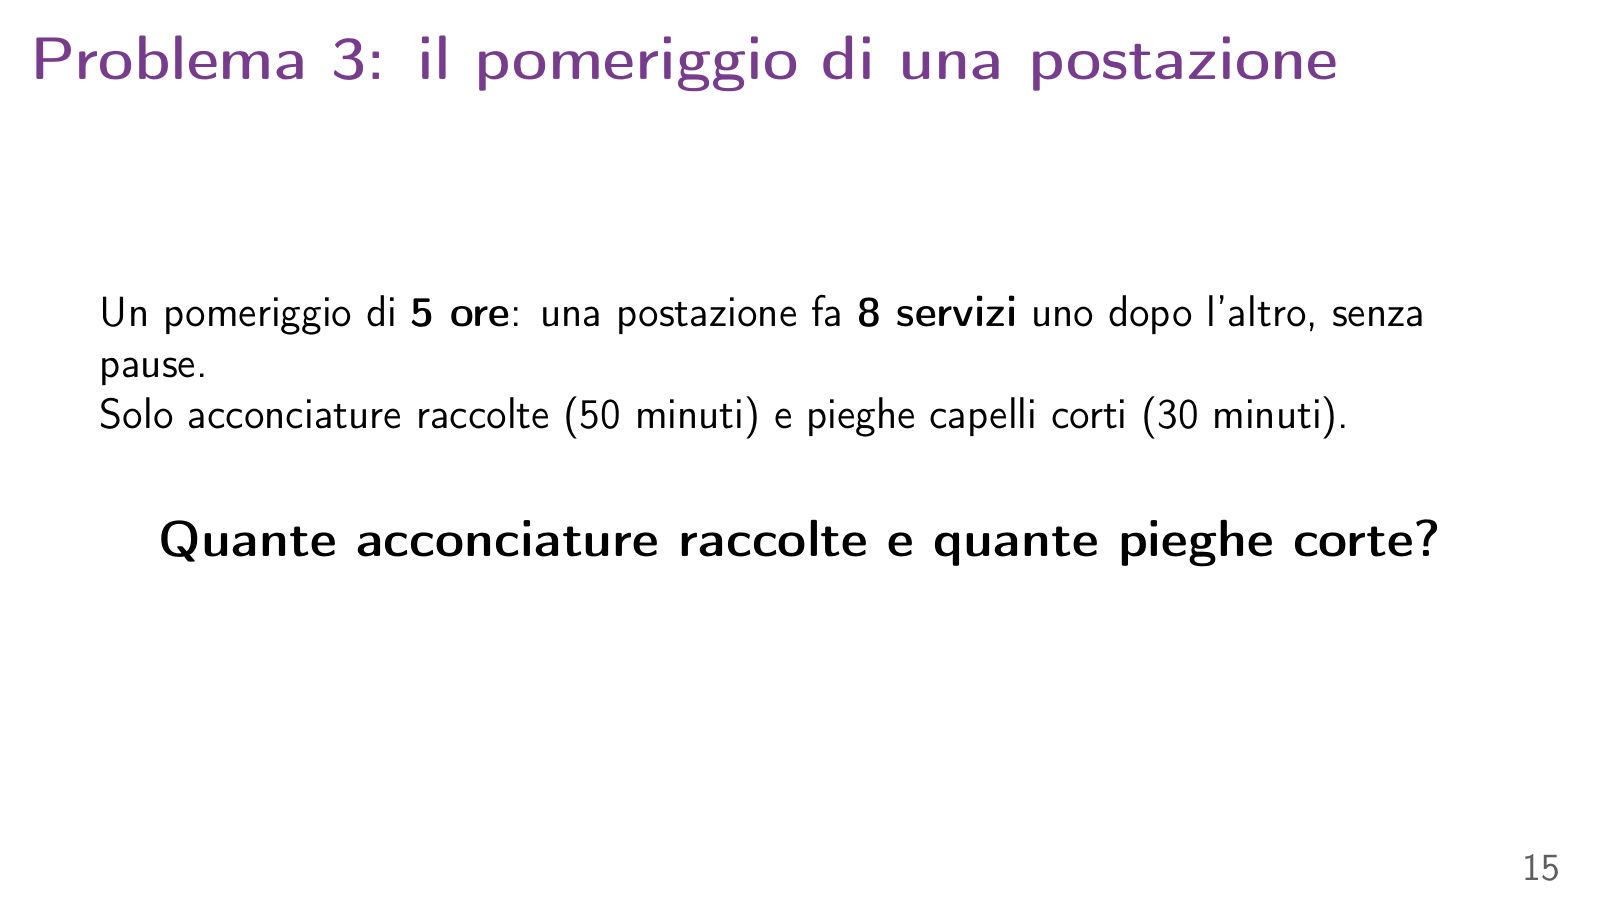 Problema 3: il pomeriggio di una postazione
Un pomeriggio di 5 ore: una postazione fa 8 servizi uno dopo l'altro, senza
pause.
Solo acconciature raccolte (50 minuti) e pieghe capelli corti (30 minuti).
Quante acconciature raccolte e quante pieghe corte?
15